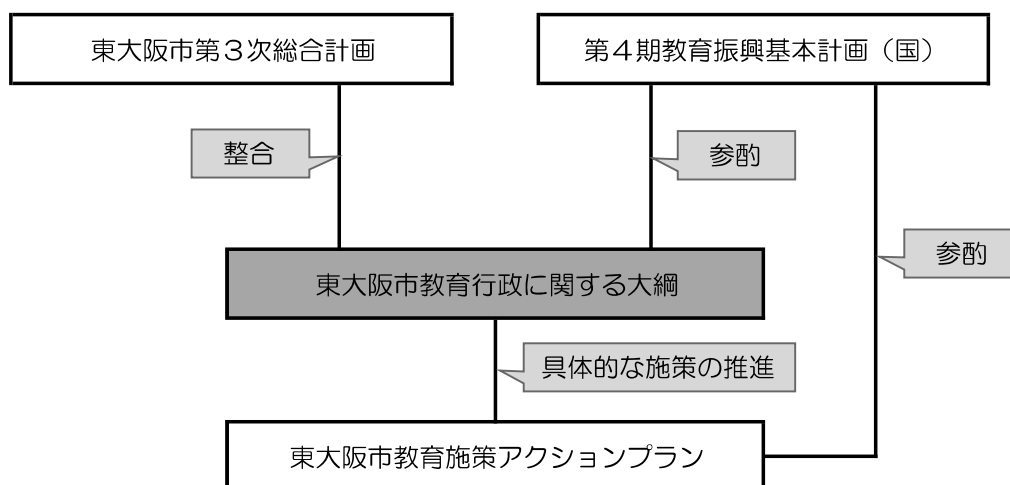 東大阪市第３次総合計画
第４期教育振興基本計画（国）
整合
参酌
参酌
東大阪市教育行政に関する大綱
具体的な施策の推進
東大阪市教育施策アクションプラン